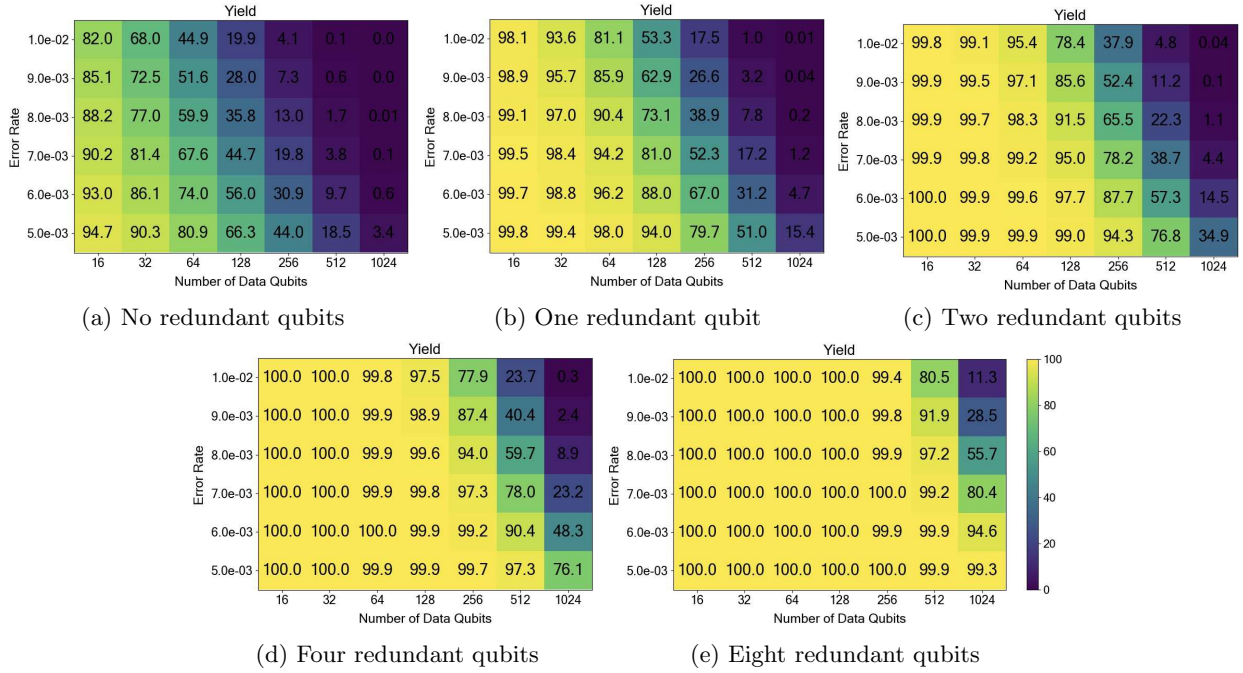 Yield
1.0e-02 82.0 68.0 44.9 19.9 4.1 0.1 0.0
9.0e-03 85.1 72.5 51.6 28.0 7.3 0.6 0.0
8.0e-03 88.2 77.0 59.9 35.8 13.0 1.7 0.01
7.0e-03 90.2 81.4 67.6 44.7 19.8 3.8 0.1
6.0e-03 93.0 86.1 74.0 56.0 30.9 9.7 0.6
5.0e-03 94.7 90.3 80.9 66.3 44.0 18.5 3.4
Error Rate
16 32 64 128 256 512 1024
Number of Data Qubits
(a) No redundant qubits
Yield
1.0e-02 98.1 93.6 81.1 53.3 17.5 1.0 0.01
9.0e-03 98.9 95.7 85.9 62.9 26.6 3.2 0.04
8.0e-03 99.1 97.0 90.4 73.1 38.9 7.8 0.2
7.0e-03 99.5 98.4 94.2 81.0 52.3 17.2 1.2
6.0e-03 99.7 98.8 96.2 88.0 67.0 31.2 4.7
5.0e-03 99.8 99.4 98.0 94.0 79.7 51.0 15.4
Error Rate
16 32 64 128 256 512 1024
Number of Data Qubits
(b) One redundant qubit
Yield
1.0e-02 99.8 99.1 95.4 78.4 37.9 4.8 0.04
9.0e-03 99.9 99.5 97.1 85.6 52.4 11.2 0.1
8.0e-03 99.9 99.7 98.3 91.5 65.5 22.3 1.1
7.0e-03 99.9 99.8 99.2 95.0 78.2 38.7 4.4
6.0e-03 100.0 99.9 99.6 97.7 87.7 57.3 14.5
5.0e-03 100.0 99.9 99.9 99.0 94.3 76.8 34.9
Error Rate
16 32 64 128 256 512 1024
Number of Data Qubits
(c) Two redundant qubits
Yield
1.0e-02 100.0 100.0 99.8 97.5 77.9 23.7 0.3
9.0e-03 100.0 100.0 99.9 98.9 87.4 40.4 2.4
8.0e-03 100.0 100.0 99.9 99.6 94.0 59.7 8.9
7.0e-03 100.0 100.0 99.9 99.8 97.3 78.0 23.2
6.0e-03 100.0 100.0 100.0 99.9 99.2 90.4 48.3
5.0e-03 100.0 100.0 99.9 99.9 99.7 97.3 76.1
Error Rate
16 32 64 128 256 512 1024
Number of Data Qubits
(d) Four redundant qubits
Yield
1.0e-02 100.0 100.0 100.0 100.0 99.4 80.5 11.3
9.0e-03 100.0 100.0 100.0 100.0 99.8 91.9 28.5
8.0e-03 100.0 100.0 100.0 100.0 99.9 97.2 55.7
7.0e-03 100.0 100.0 100.0 100.0 100.0 99.2 80.4
6.0e-03 100.0 100.0 100.0 100.0 99.9 99.9 94.6
5.0e-03 100.0 100.0 100.0 100.0 100.0 99.9 99.3
Error Rate
16 32 64 128 256 512 1024
Number of Data Qubits
100
80
60
40
20
0
(e) Eight redundant qubits